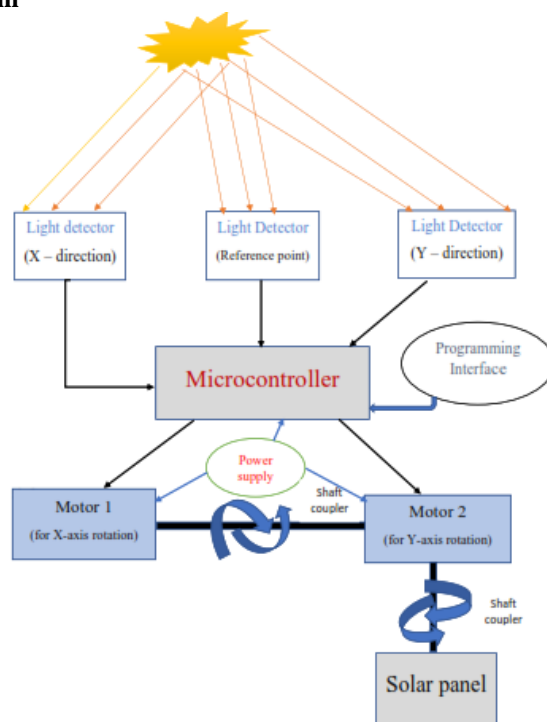 m
Light detector
(X – direction)
Light Detector
(Reference point)
Light Detector
(Y – direction)
Programming
Interface
Microcontroller
Power
supply
Shaft
coupler
Motor 1
(for X-axis rotation)
Motor 2
(for Y-axis rotation)
Shaft
coupler
Solar panel